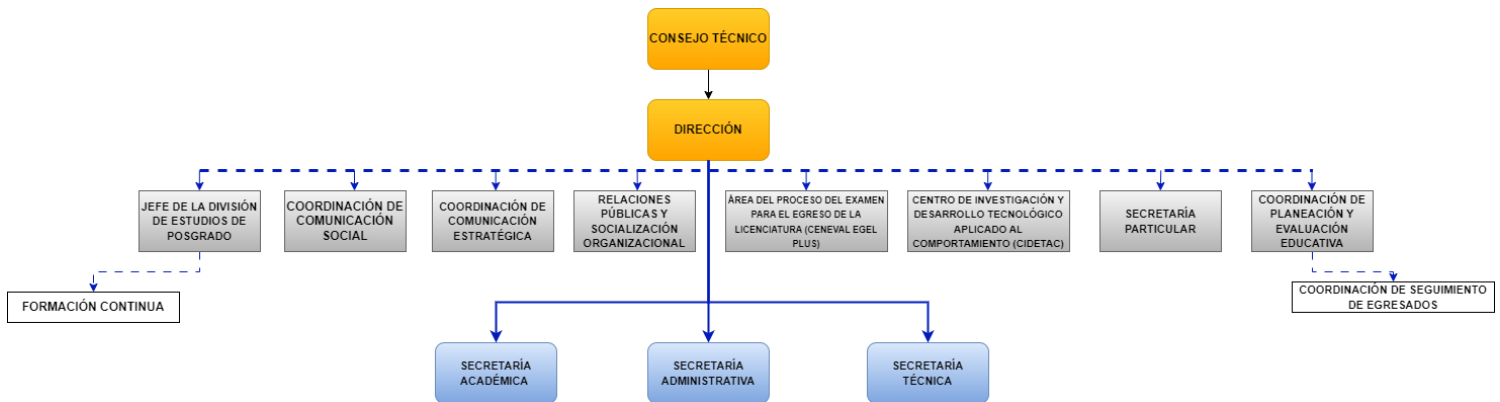 CONSEJO TÉCNICO
DIRECCIÓN
JEFE DE LA DIVISIÓN
DE ESTUDIOS DE
POSGRADO
COORDINACIÓN DE
COMUNICACIÓN
SOCIAL
COORDINACIÓN DE
COMUNICACIÓN
ESTRATÉGICA
RELACIONES
PÚBLICAS Y
SOCIALIZACIÓN
ORGANIZACIONAL
ÁREA DEL PROCESO DEL EXAMEN
PARA EL EGRESO DE LA
LICENCIATURA (CENEVAL EGEL
PLUS)
CENTRO DE INVESTIGACIÓN Y
DESARROLLO TECNOLÓGICO
APLICADO AL
COMPORTAMIENTO (CIDETAC)
SECRETARÍA
PARTICULAR
COORDINACIÓN DE
PLANEACIÓN Y
EVALUACIÓN
EDUCATIVA
FORMACIÓN CONTINUA
COORDINACIÓN DE SEGUIMIENTO
DE EGRESADOS
SECRETARÍA
ACADÉMICA
SECRETARÍA
ADMINISTRATIVA
SECRETARÍA
TÉCNICA